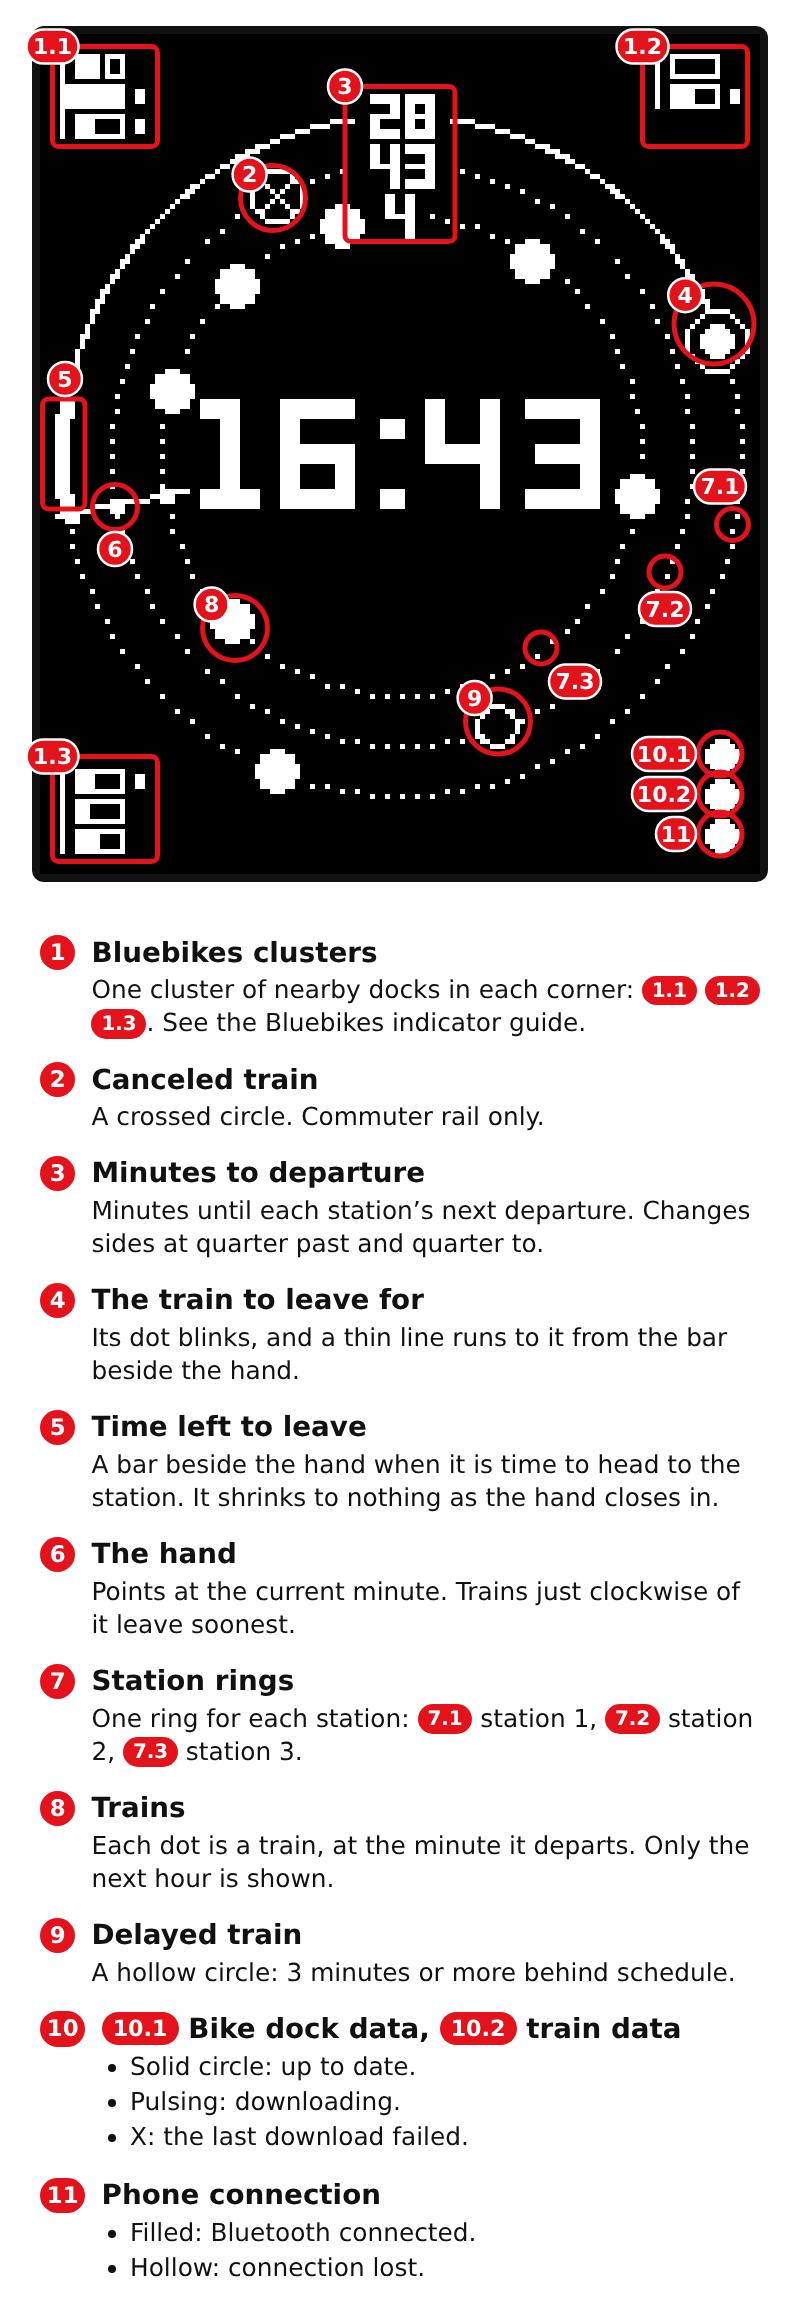 1.1
1.2
3
28
43
4
2
4
5
16:43
7.1
6
7.2
8
7.3
9
1.3
10.1
10.2
11
1 Bluebikes clusters
One cluster of nearby docks in each corner: 1.1 1.2
1.3. See the Bluebikes indicator guide.
2 Canceled train
A crossed circle. Commuter rail only.
3 Minutes to departure
Minutes until each station’s next departure. Changes
sides at quarter past and quarter to.
4 The train to leave for
Its dot blinks, and a thin line runs to it from the bar
beside the hand.
5 Time left to leave
A bar beside the hand when it is time to head to the
station. It shrinks to nothing as the hand closes in.
6 The hand
Points at the current minute. Trains just clockwise of
it leave soonest.
7 Station rings
One ring for each station: 7.1 station 1, 7.2 station
2, 7.3 station 3.
8 Trains
Each dot is a train, at the minute it departs. Only the
next hour is shown.
9 Delayed train
A hollow circle: 3 minutes or more behind schedule.
10 10.1 Bike dock data, 10.2 train data
• Solid circle: up to date.
• Pulsing: downloading.
• X: the last download failed.
11 Phone connection
• Filled: Bluetooth connected.
• Hollow: connection lost.